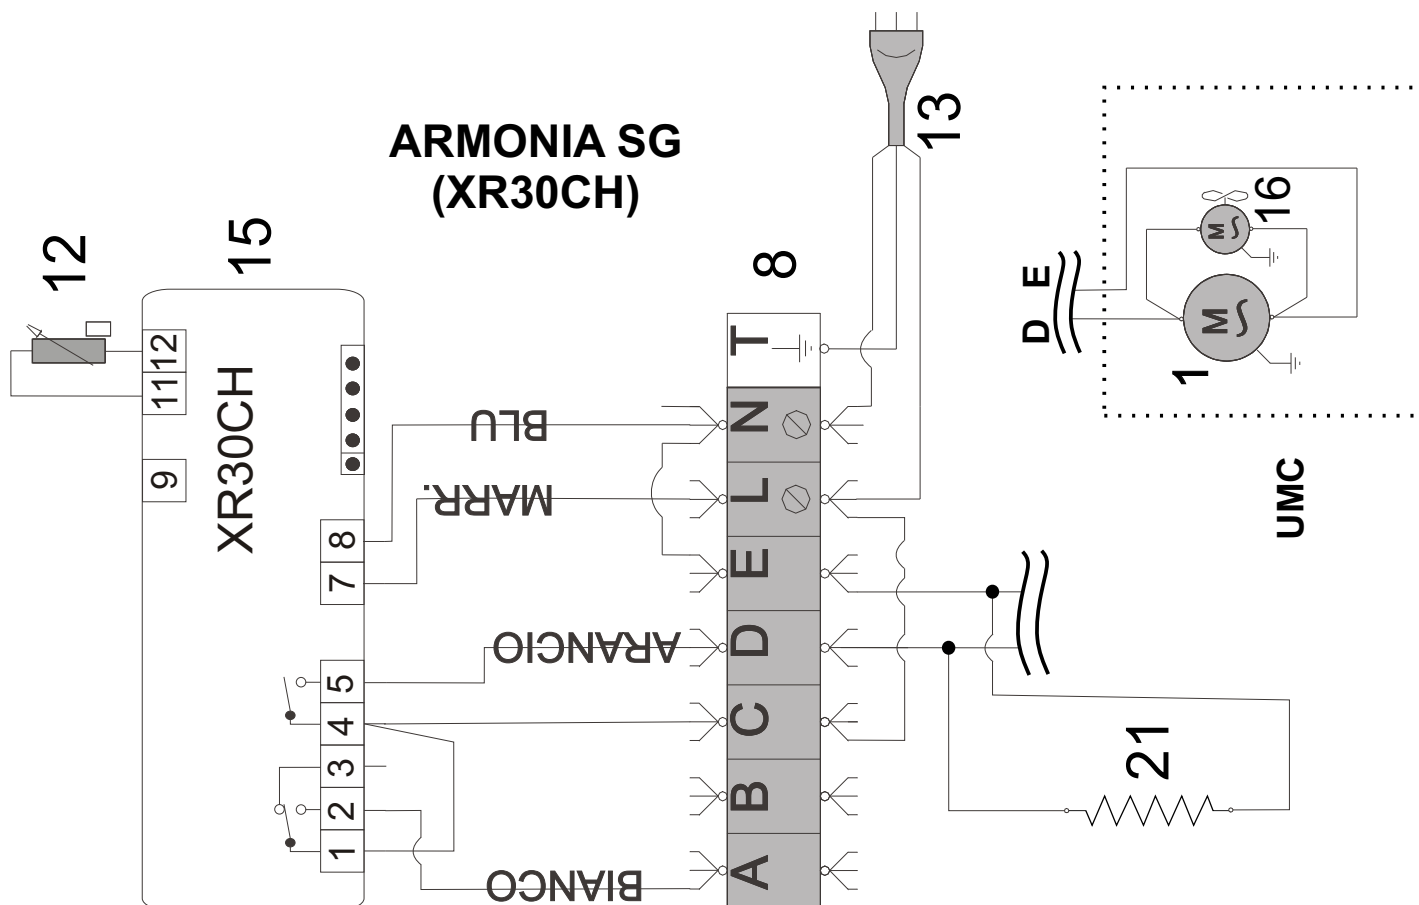 ARMONIA SG
(XR30CH)
13
12
15
8
16
D E
1
UMC
XR30CH
11 12
9
8
7
5
4
3
2
1
BLU
MARR.
ARANCIO
BIANCO
T
N
L
E
D
C
B
A
M
M
21